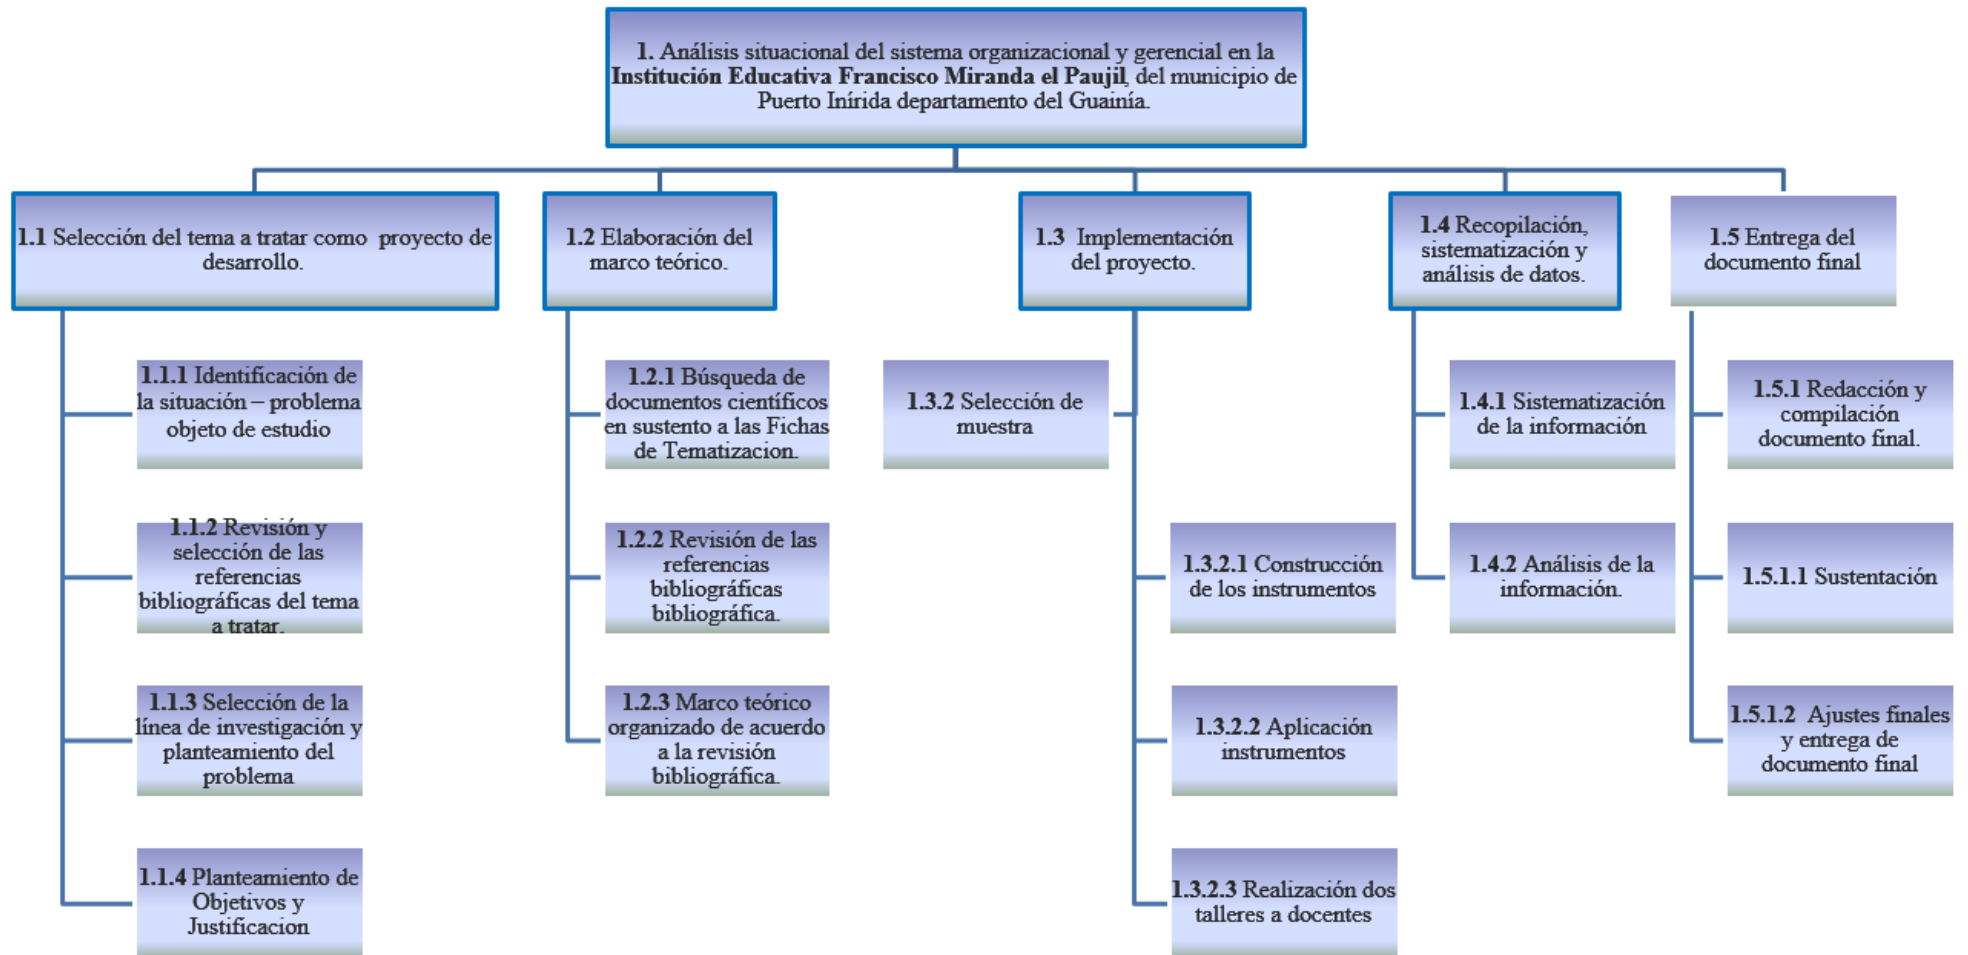 1. Análisis situacional del sistema organizacional y gerencial en la
Institución Educativa Francisco Miranda el Paujil, del municipio de
Puerto Inírida departamento del Guainía.
1.1 Selección del tema a tratar como proyecto de
desarrollo.
1.2 Elaboración del
marco teórico.
1.3 Implementación
del proyecto.
1.4 Recopilación,
sistematización y
análisis de datos.
1.5 Entrega del
documento final
1.1.1 Identificación de
la situación – problema
objeto de estudio
1.1.2 Revisión y
selección de las
referencias
bibliográficas del tema
a tratar.
1.1.3 Selección de la
línea de investigación y
planteamiento del
problema
1.1.4 Planteamiento de
Objetivos y
Justificacion
1.2.1 Búsqueda de
documentos científicos
en sustento a las Fichas
de Tematizacion.
1.2.2 Revisión de las
referencias
bibliográficas
bibliográfica.
1.2.3 Marco teórico
organizado de acuerdo
a la revisión
bibliográfica.
1.3.2 Selección de
muestra
1.3.2.1 Construcción
de los instrumentos
1.3.2.2 Aplicación
instrumentos
1.3.2.3 Realización dos
talleres a docentes
1.4.1 Sistematización
de la información
1.4.2 Análisis de la
información.
1.5.1 Redacción y
compilación
documento final.
1.5.1.1 Sustentación
1.5.1.2 Ajustes finales
y entrega de
documento final